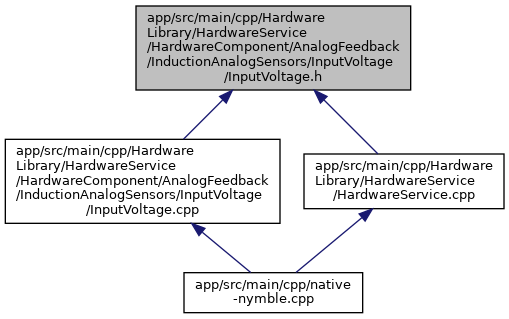 app/src/main/cpp/Hardware
Library/HardwareService
/HardwareComponent/AnalogFeedback
/InductionAnalogSensors/InputVoltage
/InputVoltage.h
app/src/main/cpp/Hardware
Library/HardwareService
/HardwareComponent/AnalogFeedback
/InductionAnalogSensors/InputVoltage
/InputVoltage.cpp
app/src/main/cpp/Hardware
Library/HardwareService
/HardwareService.cpp
app/src/main/cpp/native
-nymble.cpp